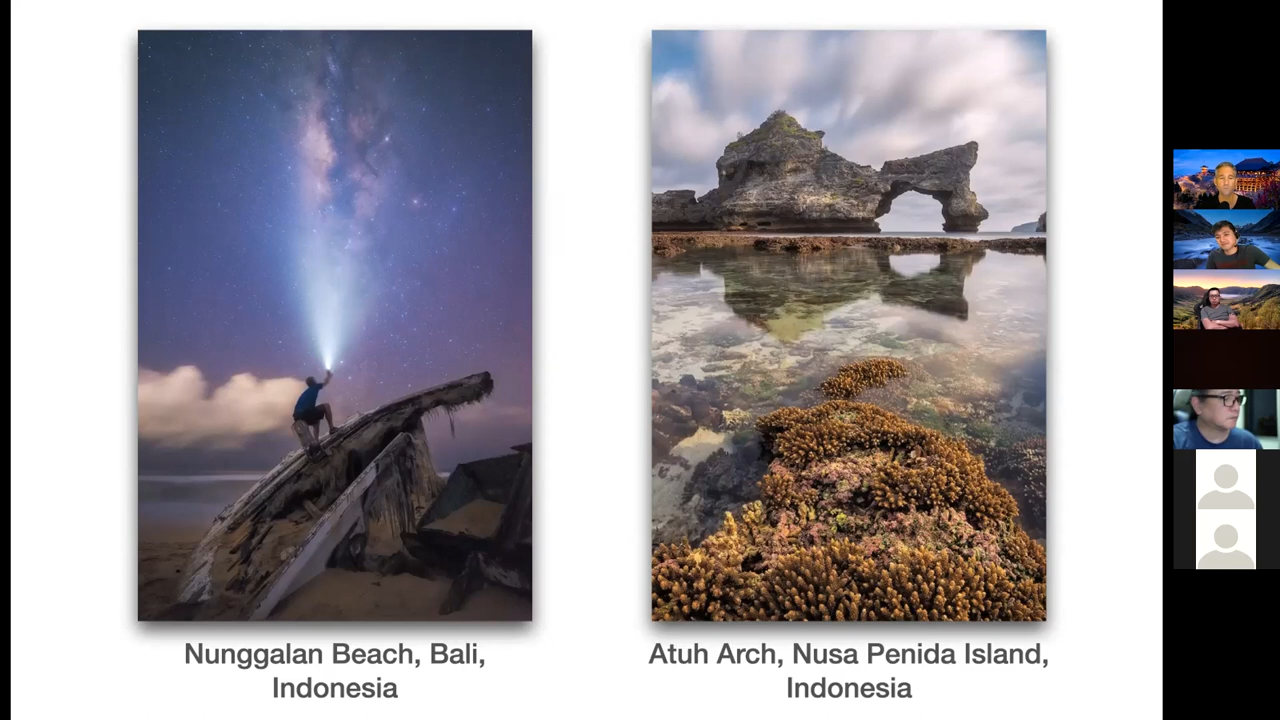 Nunggalan Beach, Bali,
Indonesia
Atuh Arch, Nusa Penida Island,
Indonesia